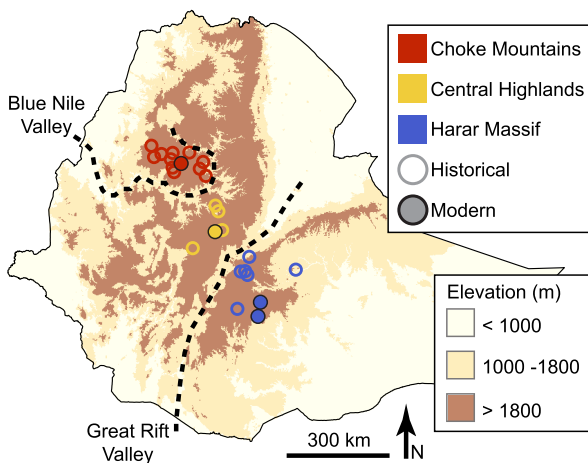 Choke Mountains
Central Highlands
Harar Massif
Historical
Modern
Blue Nile
Valley
Elevation (m)
< 1000
1000 -1800
> 1800
Great Rift
Valley
300 km
N